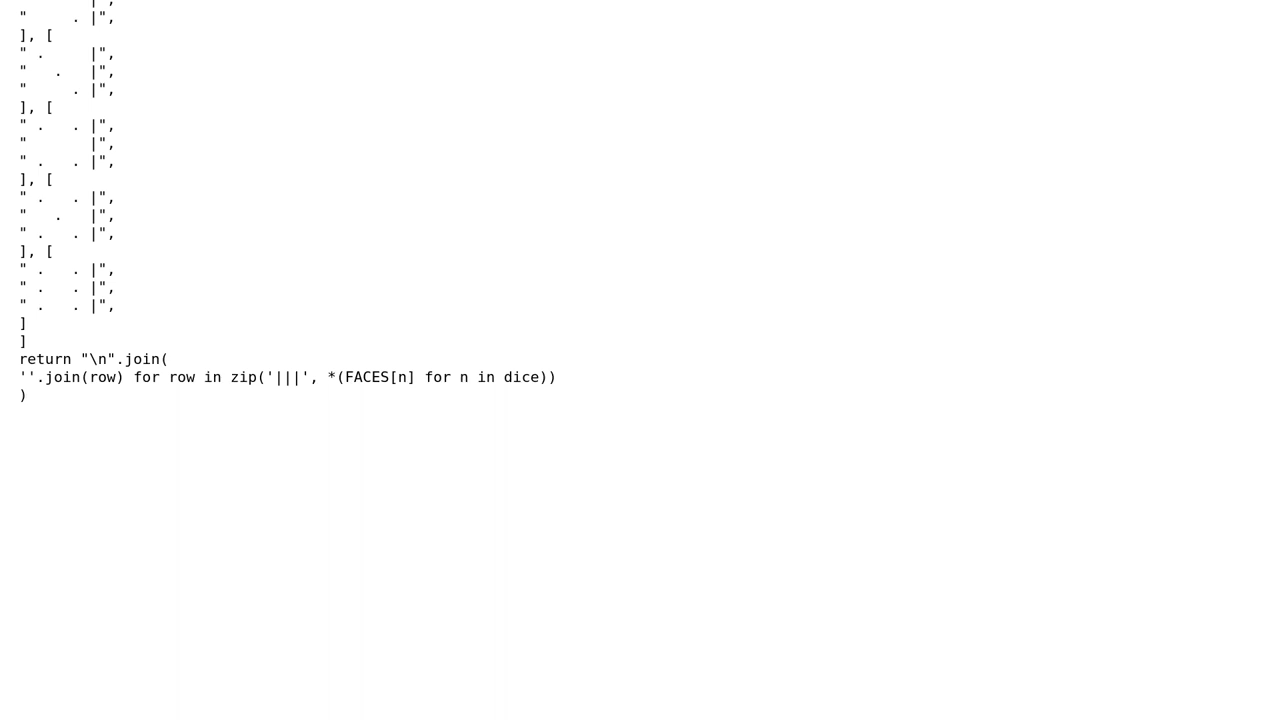 "     . |",
], [
" .     |",
"   .   |",
"     . |",
], [
" .   . |",
"       |",
" .   . |",
], [
" .   . |",
"   .   |",
" .   . |",
], [
" .   . |",
" .   . |",
" .   . |",
]
]
return "\n".join(
''.join(row) for row in zip('|||', *(FACES[n] for n in dice))
)